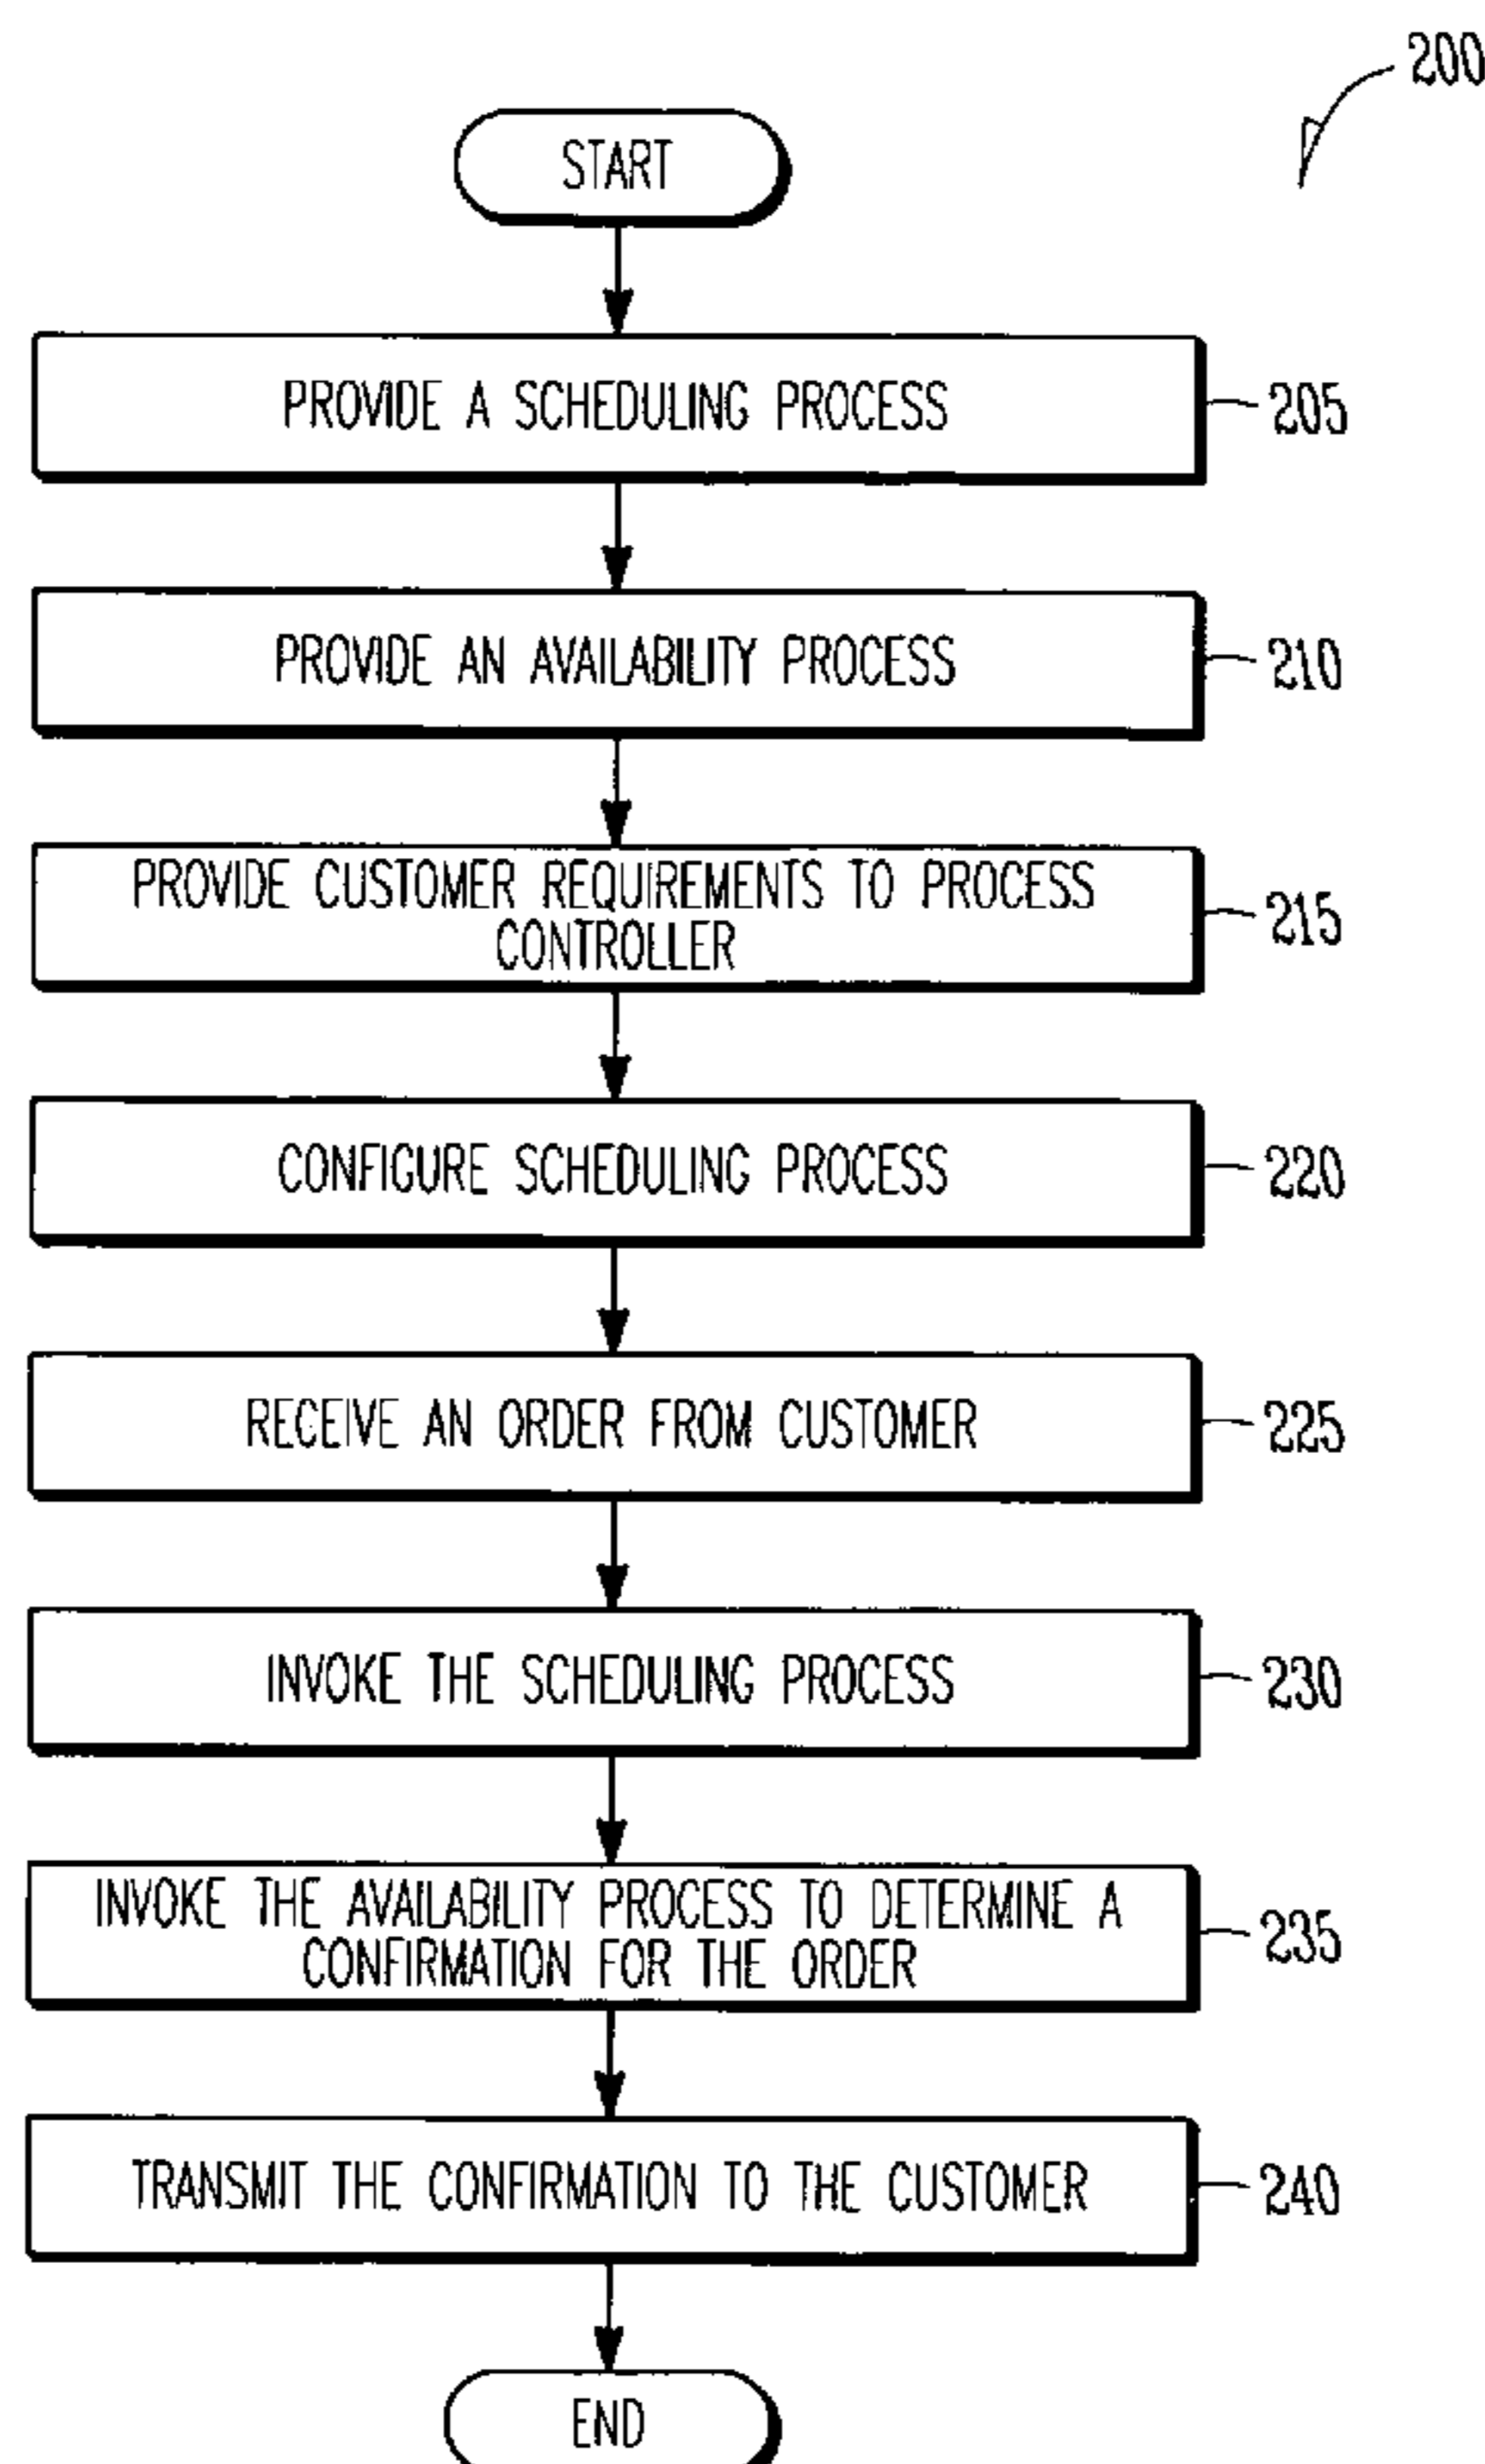 200
START
PROVIDE A SCHEDULING PROCESS
205
PROVIDE AN AVAILABILITY PROCESS
210
PROVIDE CUSTOMER REQUIREMENTS TO PROCESS
CONTROLLER
215
CONFIGURE SCHEDULING PROCESS
220
RECEIVE AN ORDER FROM CUSTOMER
225
INVOKE THE SCHEDULING PROCESS
230
INVOKE THE AVAILABILITY PROCESS TO DETERMINE A
CONFIRMATION FOR THE ORDER
235
TRANSMIT THE CONFIRMATION TO THE CUSTOMER
240
END